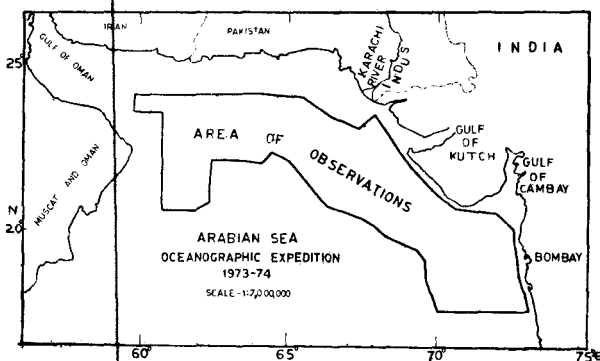 IRAN
PAKISTAN
INDIA
GULF OF OMAN
KARACHI
RIVER
INDUS
25°
AREA OF OBSERVATIONS
GULF
OF
KUTCH
GULF
OF
CAMBAY
MUSCAT AND OMAN
N
20°
ARABIAN SEA
OCEANOGRAPHIC EXPEDITION
1973-74
SCALE-1:7,000,000
BOMBAY
60°
65°
70°
75°E